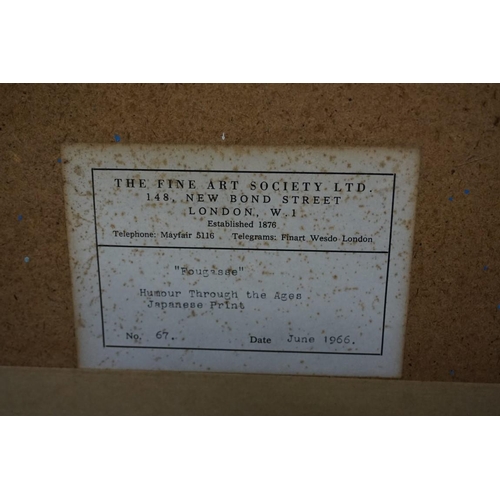 THE FINE ART SOCIETY LTD.
148, NEW BOND STREET
LONDON, W.1
Established 1876
Telephone: Mayfair 5116 Telegrams: Finart Wesdo London
"Fougasse"
Humour Through the Ages
Japanese Print
No. 67. Date June 1966.